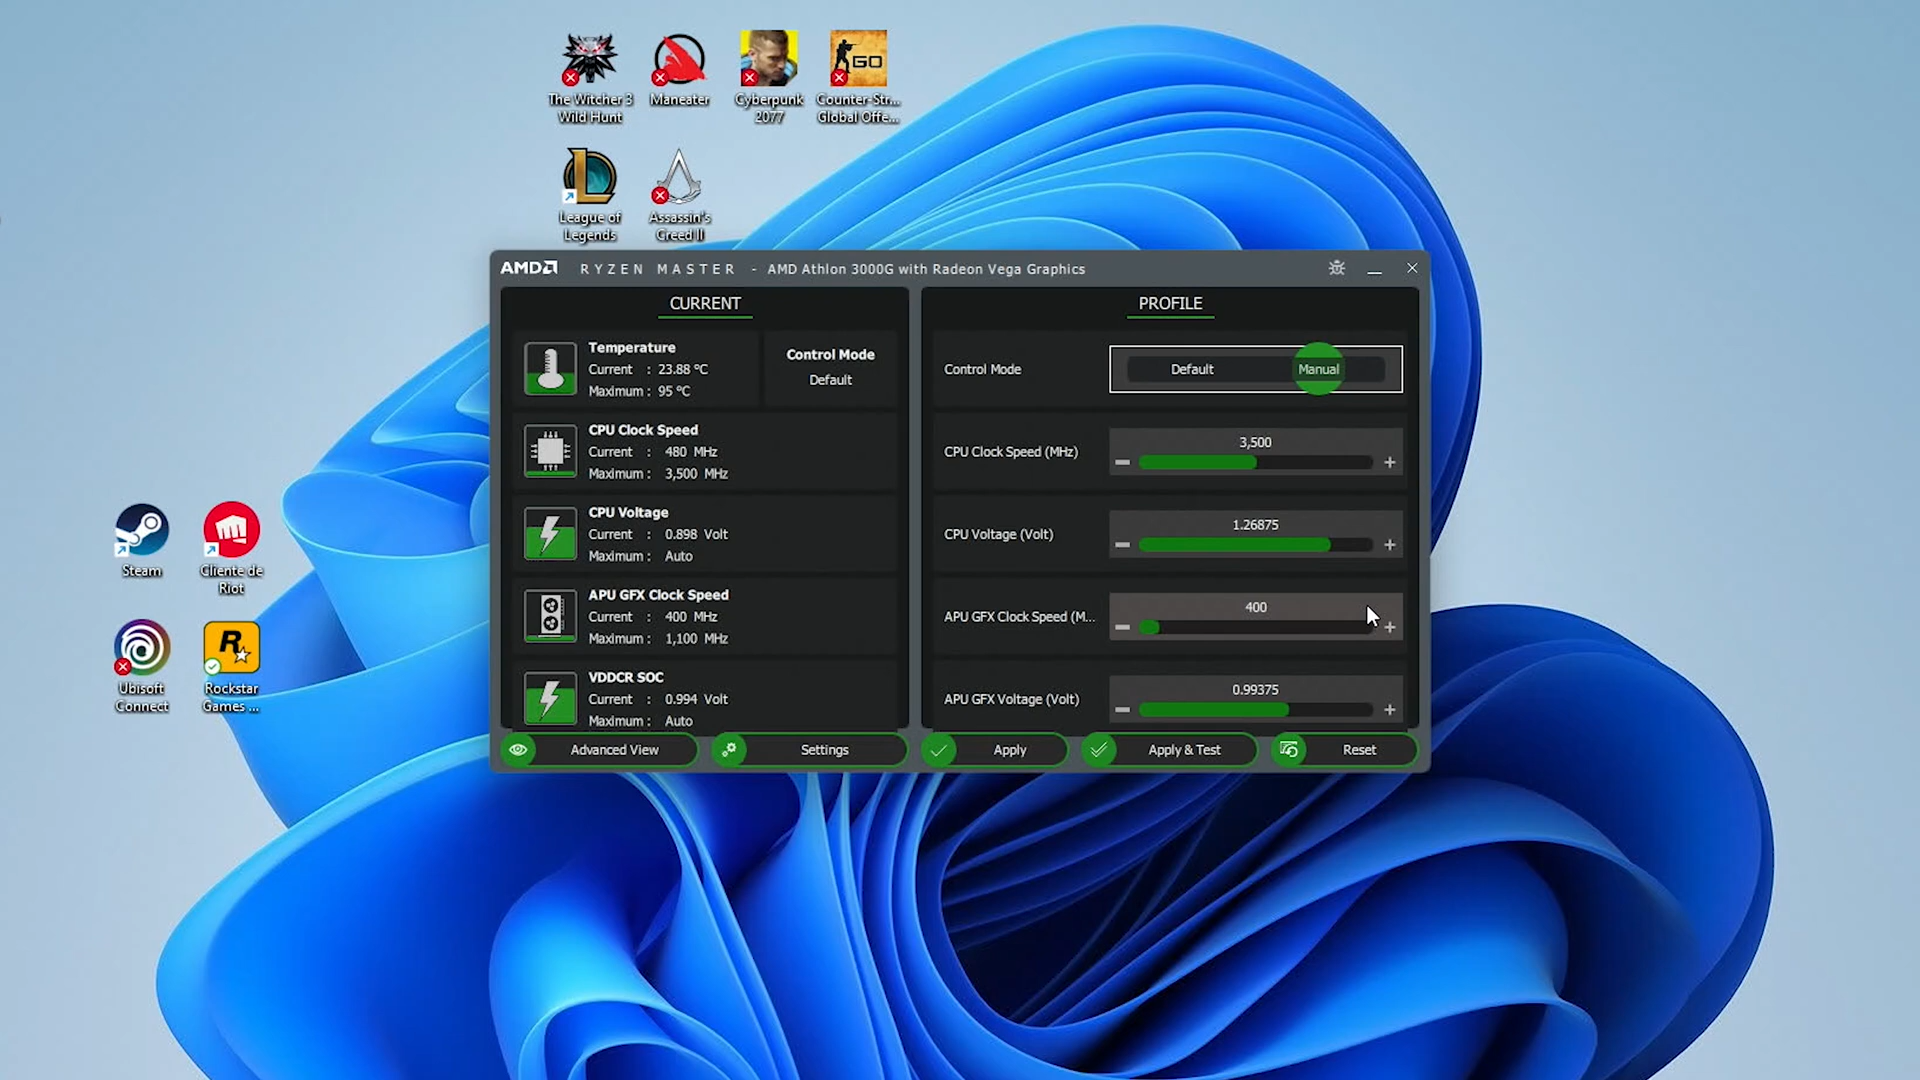 The Witcher 3
Wild Hunt
Maneater
Cyberpunk
2077
GO
Counter-Str...
Global Offe...
League of
Legends
Assassin's
Creed II
Steam
Cliente de
Riot
Ubisoft
Connect
R
Rockstar
Games ...
AMD RYZEN MASTER - AMD Athlon 3000G with Radeon Vega Graphics
CURRENT
Temperature
Current : 23.88 °C
Maximum : 95 °C
Control Mode
Default
CPU Clock Speed
Current : 480 MHz
Maximum : 3,500 MHz
CPU Voltage
Current : 0.898 Volt
Maximum : Auto
APU GFX Clock Speed
Current : 400 MHz
Maximum : 1,100 MHz
VDDCR SOC
Current : 0.994 Volt
Maximum : Auto
Advanced View
Settings
PROFILE
Control Mode
Default
Manual
CPU Clock Speed (MHz)
3,500
CPU Voltage (Volt)
1.26875
APU GFX Clock Speed (M...
400
APU GFX Voltage (Volt)
0.99375
Apply
Apply & Test
Reset